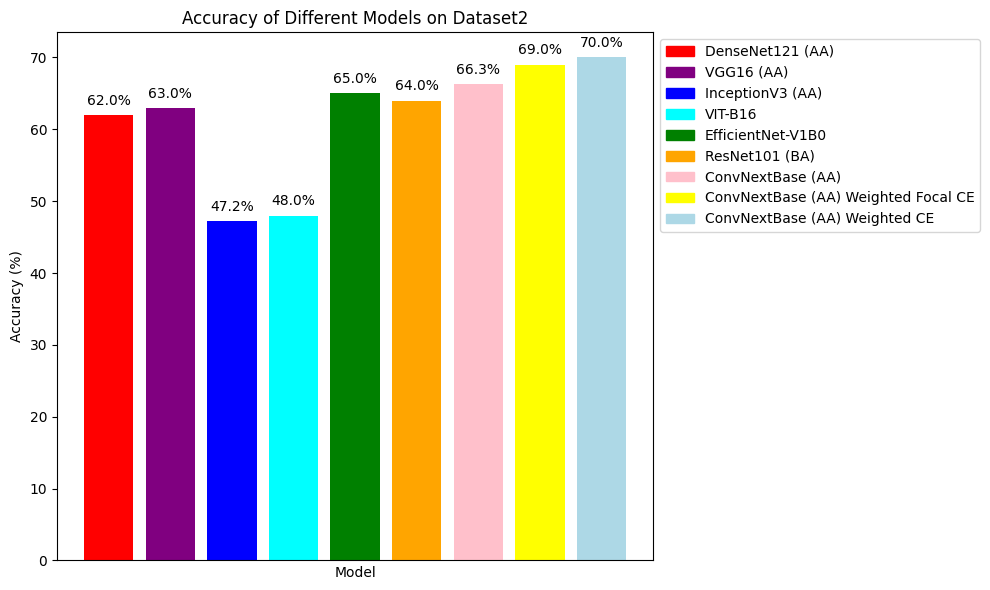 Accuracy of Different Models on Dataset2
Accuracy (%)
70
60
50
40
30
20
10
0
62.0%
63.0%
47.2%
48.0%
65.0%
64.0%
66.3%
69.0%
70.0%
Model
DenseNet121 (AA)
VGG16 (AA)
InceptionV3 (AA)
VIT-B16
EfficientNet-V1B0
ResNet101 (BA)
ConvNextBase (AA)
ConvNextBase (AA) Weighted Focal CE
ConvNextBase (AA) Weighted CE